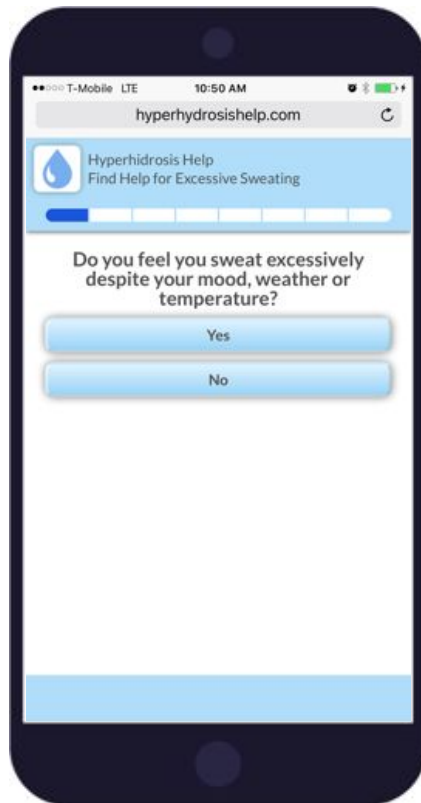 T-Mobile LTE 10:50 AM
hyperhydrosishelp.com
Hyperhidrosis Help
Find Help for Excessive Sweating
Do you feel you sweat excessively
despite your mood, weather or
temperature?
Yes
No